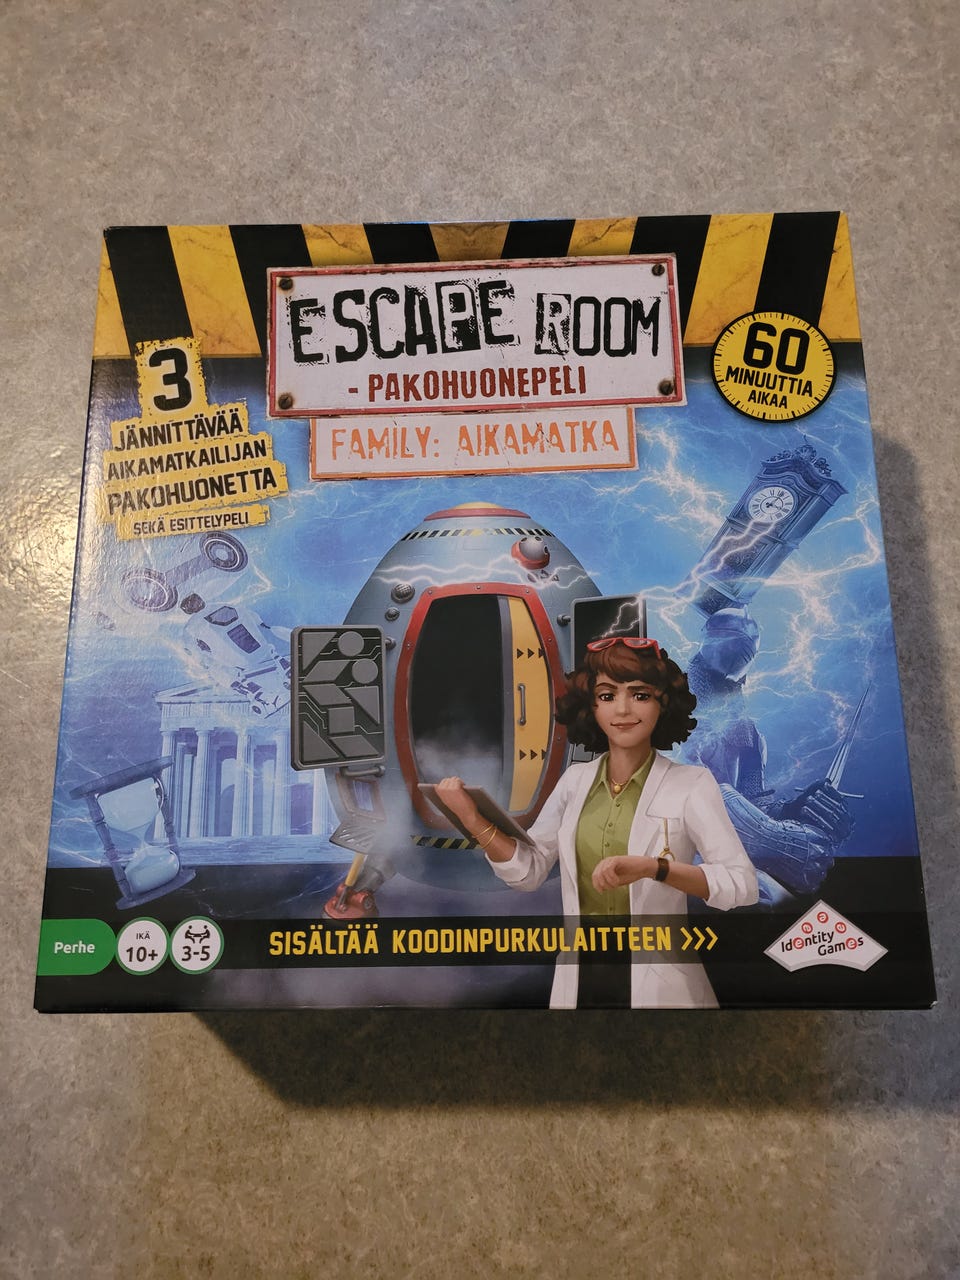 ESCAPE ROOM™
- PAKOHUONEPELI
FAMILY: AIKAMATKA
3
JÄNNITTÄVÄÄ
AIKAMATKAILIJAN
PAKOHUONETTA
SEKÄ ESITTELYPELI
60
MINUUTTIA
AIKAA
Perhe
IKÄ
10+
3-5
SISÄLTÄÄ KOODINPURKULAITTEEN >>>
Identity
Games